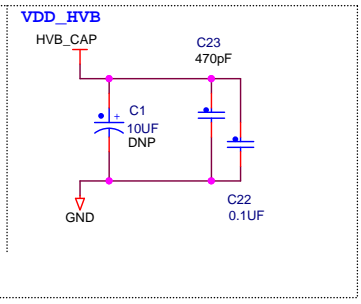 VDD_HVB
HVB_CAP
C23
470pF
+
C1
10UF
DNP
C22
0.1UF
GND